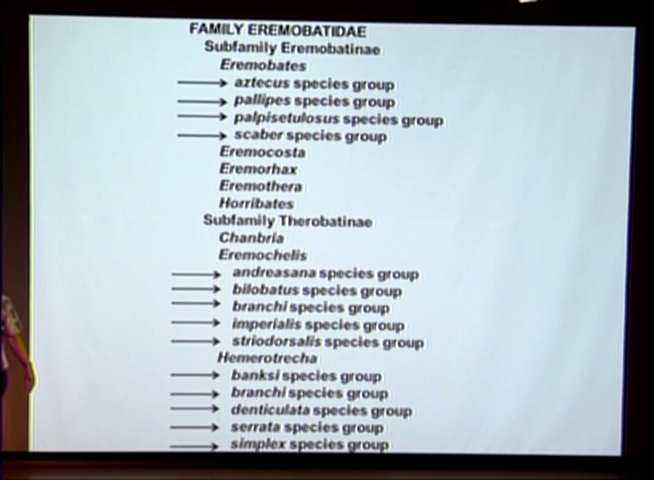 FAMILY EREMOBATIDAE
Subfamily Eremobatinae
Eremobates
aztecus species group
pallipes species group
palpisetulosus species group
scaber species group
Eremocosta
Eremorhax
Eremothera
Horribates
Subfamily Therobatinae
Chanbria
Eremochelis
andreasana species group
bilobatus species group
branchi species group
imperialis species group
striodorsalis species group
Hemerotrecha
banksi species group
branchi species group
denticulata species group
serrata species group
simplex species group